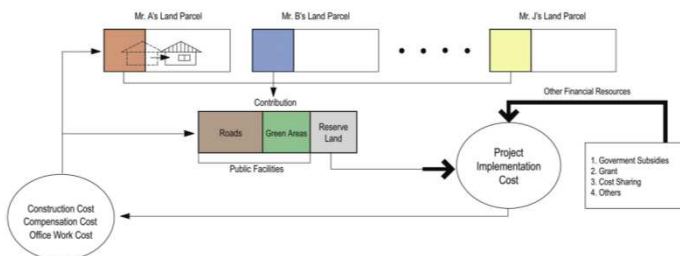 Mr. A's Land Parcel
Mr. B's Land Parcel
Mr. J's Land Parcel
Contribution
Other Financial Resources
Roads
Green Areas
Reserve
Land
Public Facilities
Project
Implementation
Cost
1. Goverment Subsidies
2. Grant
3. Cost Sharing
4. Others
Construction Cost
Compensation Cost
Office Work Cost